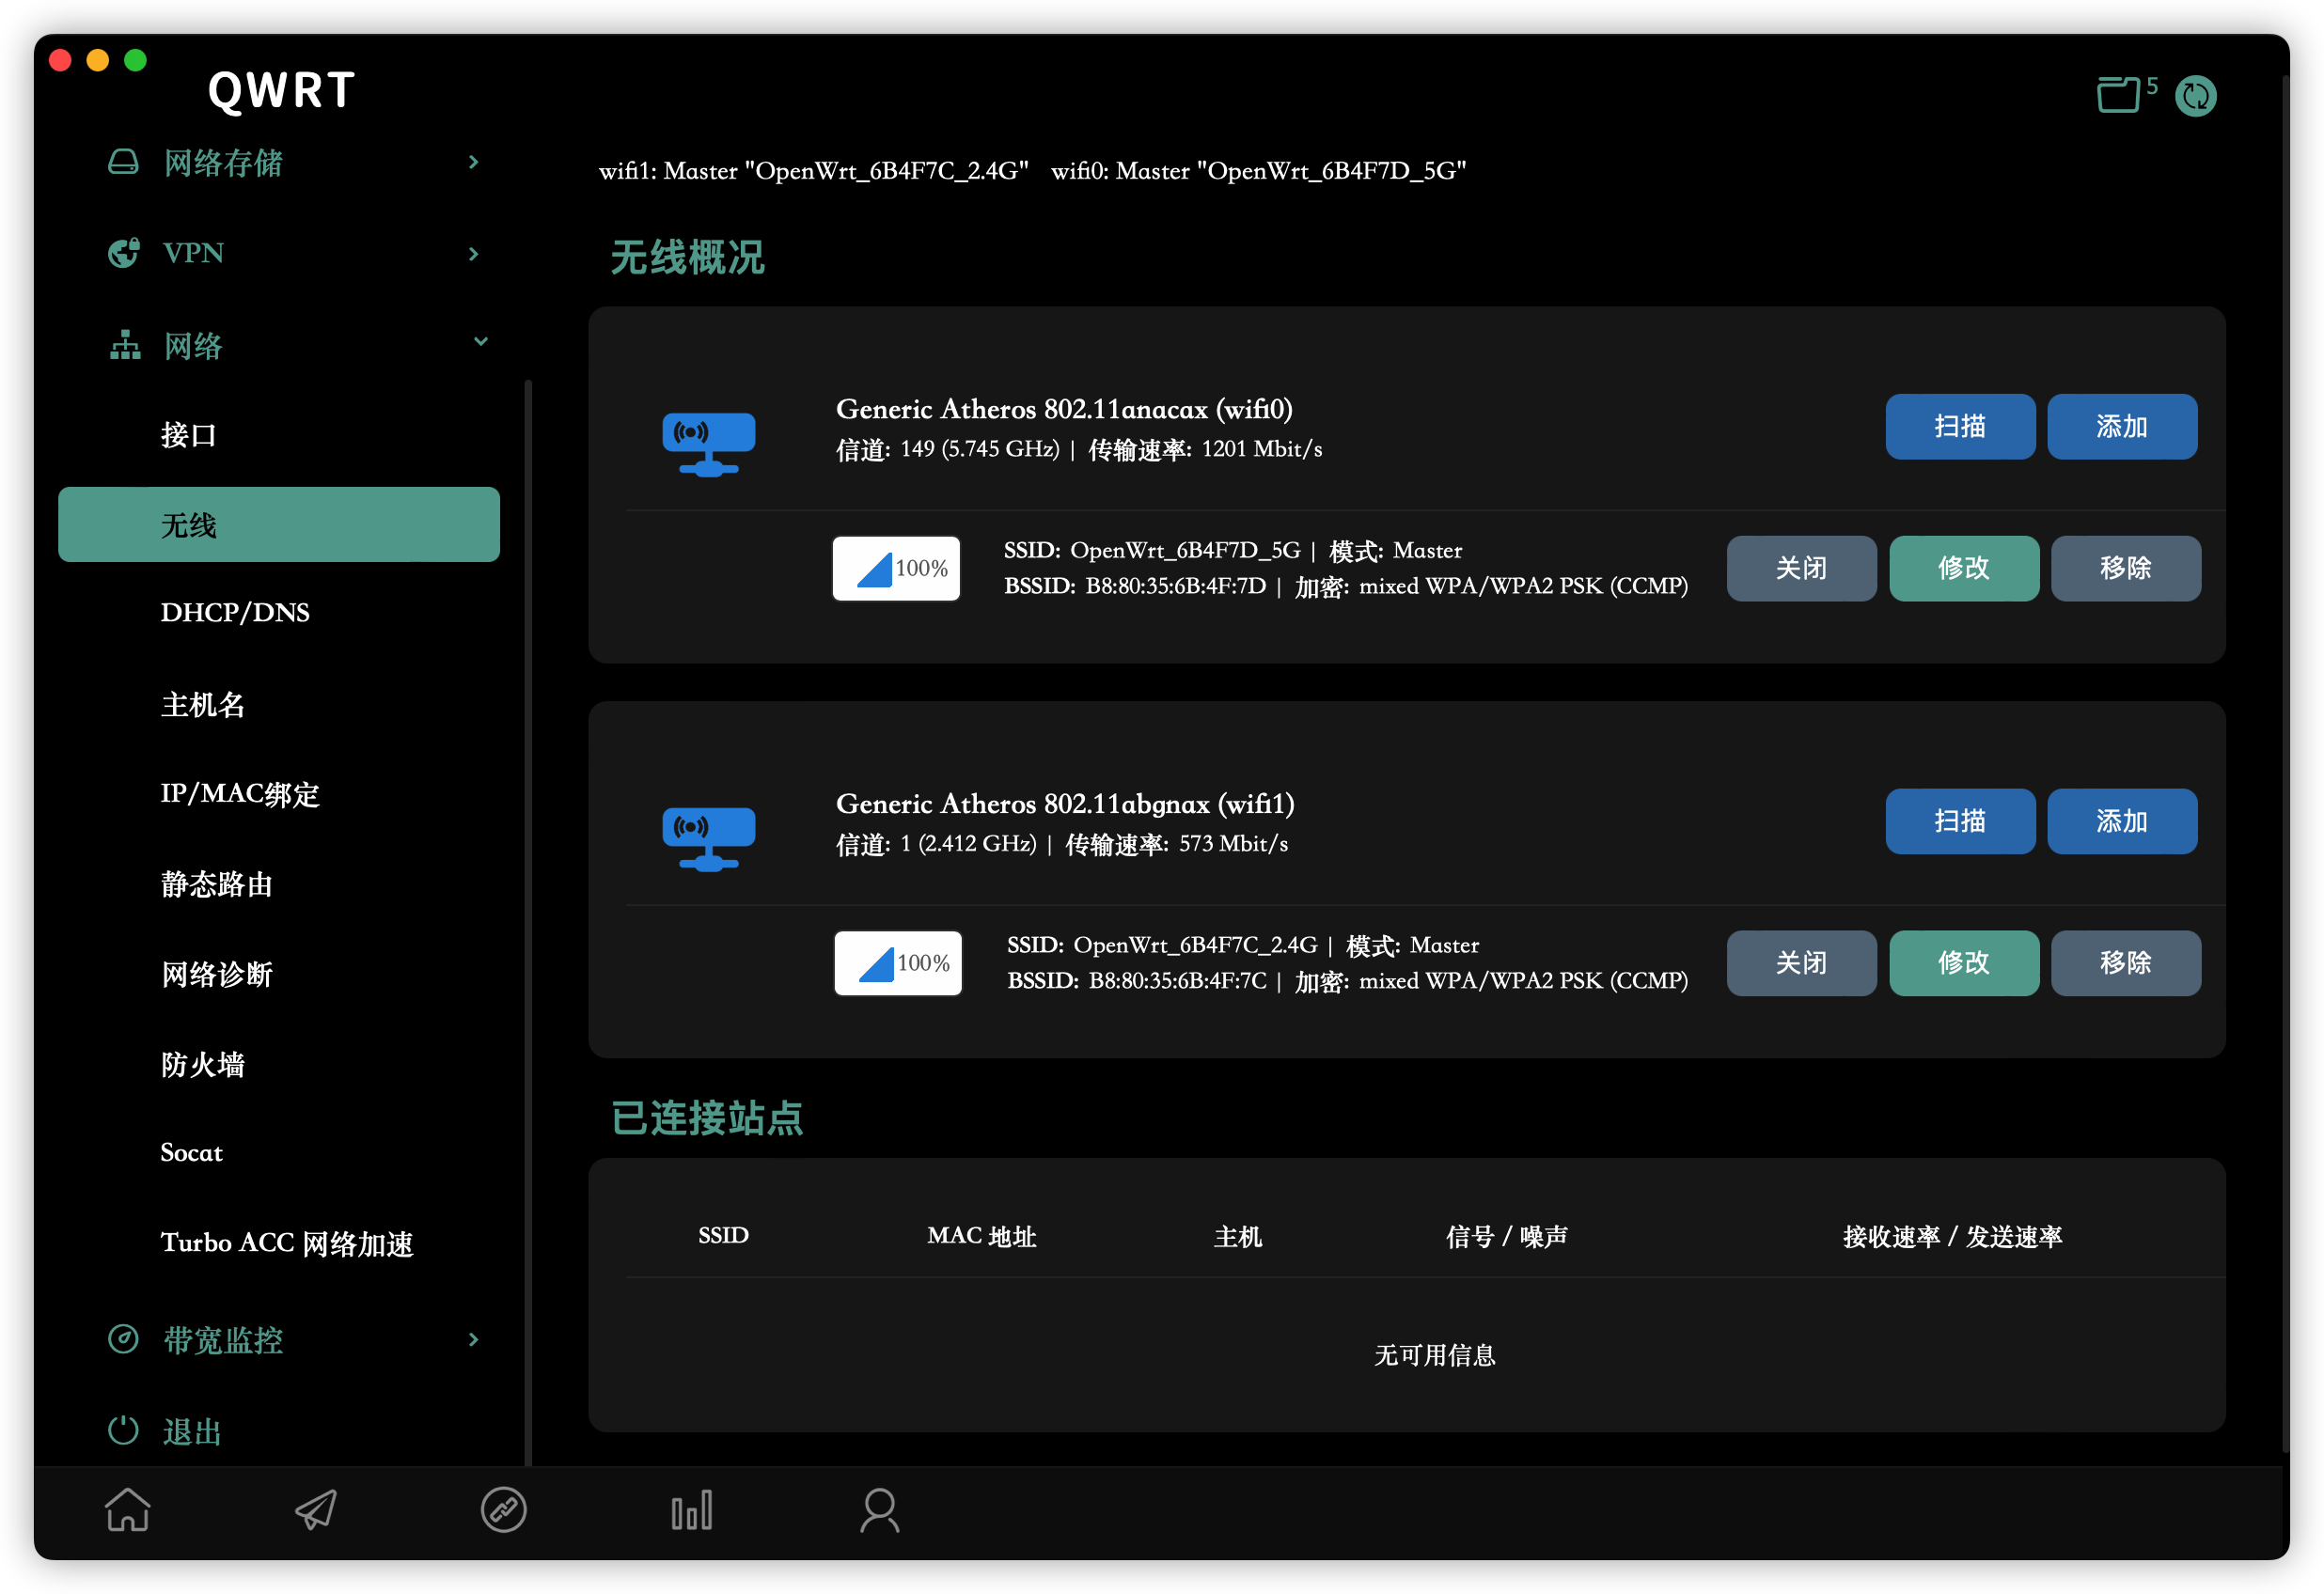 QWRT
5
网络存储
VPN
网络
接口
无线
DHCP/DNS
主机名
IP/MAC绑定
静态路由
网络诊断
防火墙
Socat
Turbo ACC 网络加速
带宽监控
退出
wifi1: Master "OpenWrt_6B4F7C_2.4G" wifi0: Master "OpenWrt_6B4F7D_5G"
无线概况
Generic Atheros 802.11anacax (wifi0)
信道: 149 (5.745 GHz) | 传输速率: 1201 Mbit/s
扫描 添加
100%
SSID: OpenWrt_6B4F7D_5G | 模式: Master
BSSID: B8:80:35:6B:4F:7D | 加密: mixed WPA/WPA2 PSK (CCMP)
关闭 修改 移除
Generic Atheros 802.11abgnax (wifi1)
信道: 1 (2.412 GHz) | 传输速率: 573 Mbit/s
扫描 添加
100%
SSID: OpenWrt_6B4F7C_2.4G | 模式: Master
BSSID: B8:80:35:6B:4F:7C | 加密: mixed WPA/WPA2 PSK (CCMP)
关闭 修改 移除
已连接站点
SSID MAC 地址 主机 信号 / 噪声 接收速率 / 发送速率
无可用信息